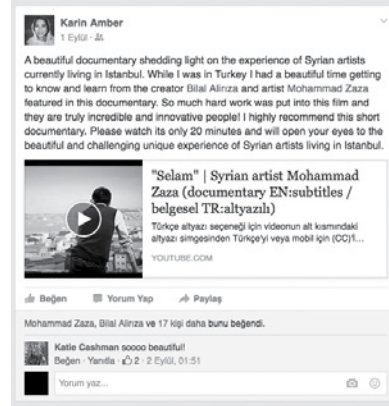 Karin Amber
1 Eylül ·
A beautiful documentary shedding light on the experience of Syrian artists
currently living in Istanbul. While I was in Turkey I had a beautiful time getting
to know and learn from the creator Bilal Alirıza and artist Mohammad Zaza
featured in this documentary. So much hard work was put into this film and
they are truly incredible and innovative people! I highly recommend this short
documentary. Please watch its only 20 minutes and will open your eyes to the
beautiful and challenging unique experience of Syrian artists living in Istanbul.
"Selam" | Syrian artist Mohammad
Zaza (documentary EN:subtitles /
belgesel TR:altyazılı)
Türkçe altyazı seçeneği için videonun alt kısmındaki
altyazı simgesinden Türkçe'yi veya mobil için (CC)'İ...
YOUTUBE.COM
Beğen Yorum Yap Paylaş
Mohammad Zaza, Bilal Alirıza ve 17 kişi daha bunu beğendi.
Katie Cashman soooo beautiful!
Beğen · Yanıtla · 2 · 2 Eylül, 01:51
Yorum yaz...